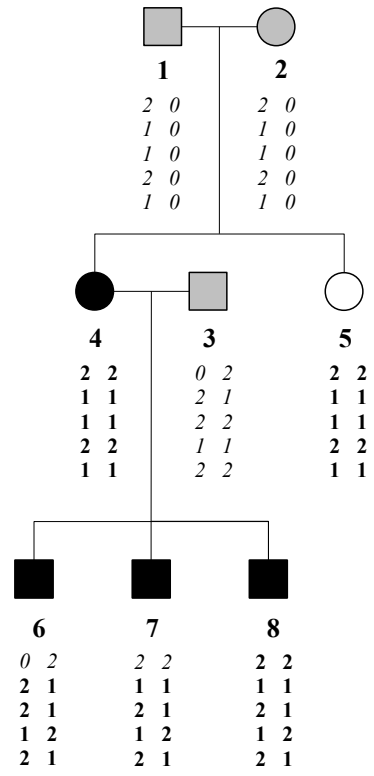 1 2
2 0 2 0
1 0 1 0
1 0 1 0
2 0 2 0
1 0 1 0
4 3 5
2 2 0 2 2 2
1 1 2 1 1 1
1 1 2 2 1 1
2 2 1 1 2 2
1 1 2 2 1 1
6 7 8
0 2 2 2 2 2
2 1 1 1 1 1
2 1 2 1 2 1
1 2 1 2 1 2
2 1 2 1 2 1